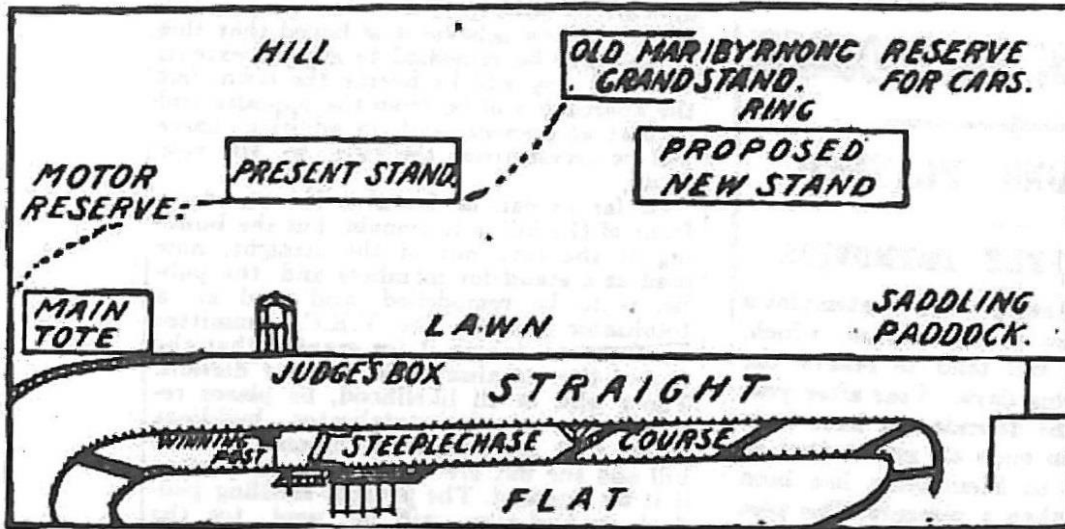 HILL
OLD MARIBYRNONG
GRANDSTAND.
RESERVE
FOR CARS.
RING
PRESENT STAND.
PROPOSED
NEW STAND
MOTOR
RESERVE:
MAIN
TOTE
LAWN
SADDLING
PADDOCK.
JUDGES BOX
STRAIGHT
WINNING
POST
STEEPLECHASE COURSE
FLAT